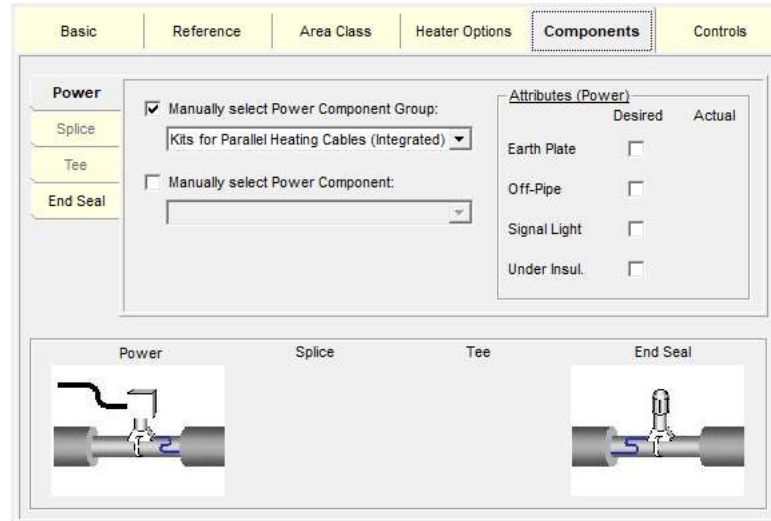 Basic Reference Area Class Heater Options Components Controls
Power
Splice
Tee
End Seal
Manually select Power Component Group:
Kits for Parallel Heating Cables (Integrated)
Manually select Power Component:
Attributes (Power)
Desired Actual
Earth Plate
Off-Pipe
Signal Light
Under Insul.
Power Splice Tee End Seal